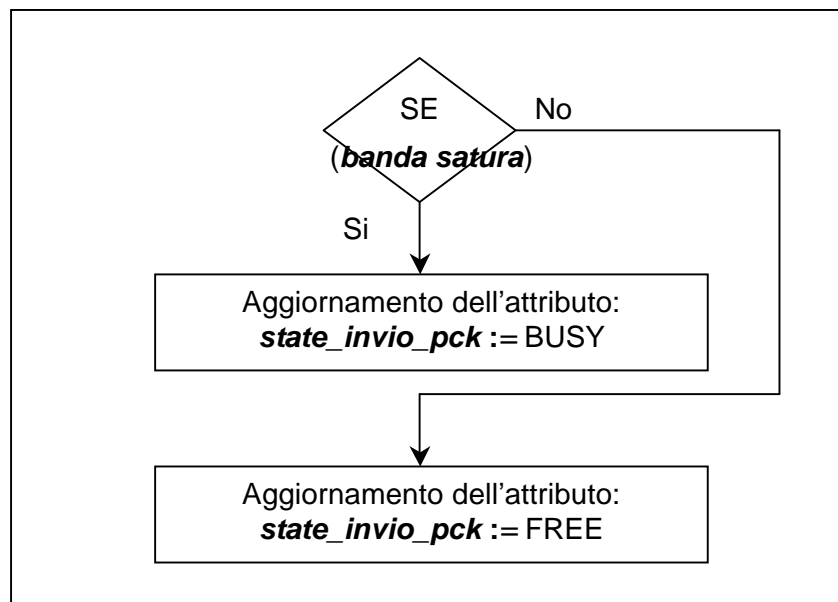 SE
No
(banda satura)
Si
Aggiornamento dell’attributo:
state_invio_pck := BUSY
Aggiornamento dell’attributo:
state_invio_pck := FREE